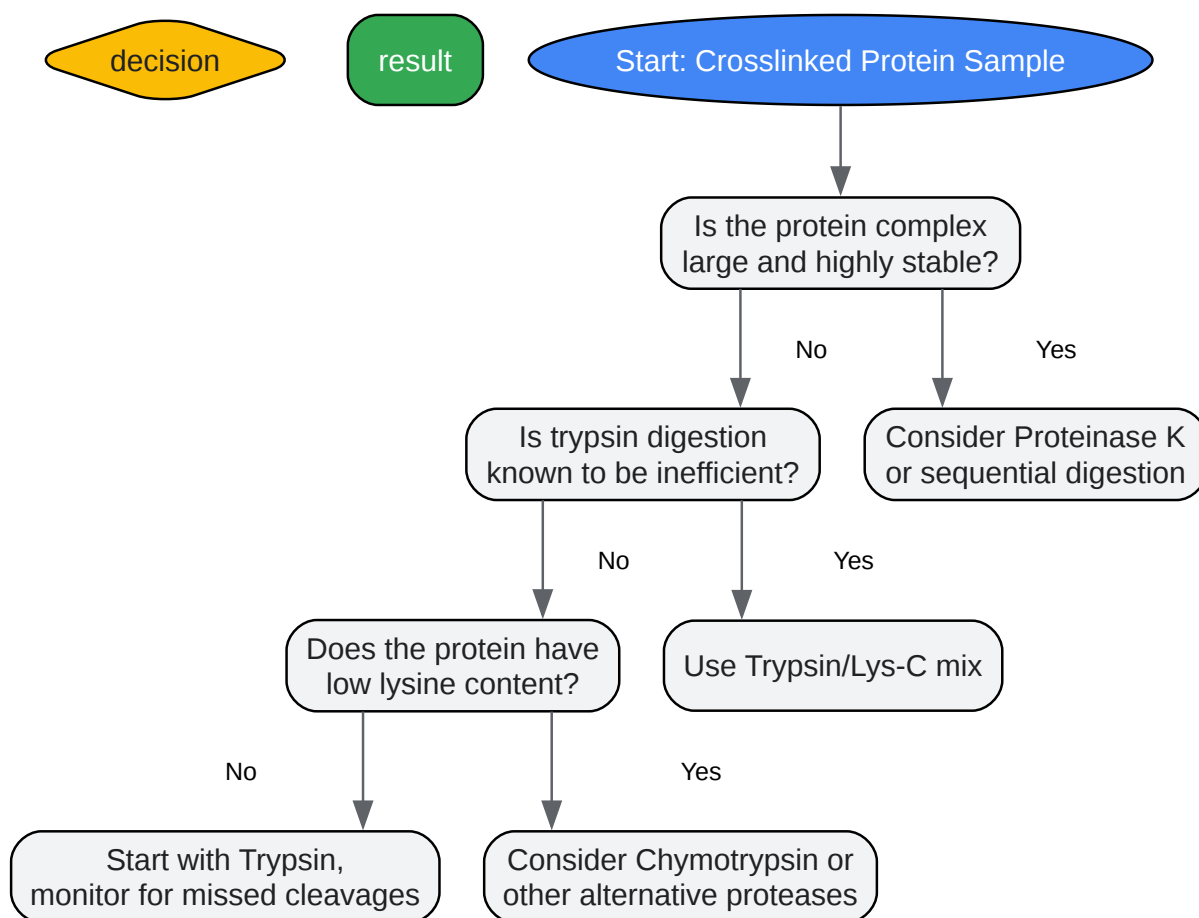 decision
result
Start: Crosslinked Protein Sample
Is the protein complex
large and highly stable?
No
Yes
Is trypsin digestion
known to be inefficient?
Consider Proteinase K
or sequential digestion
No
Yes
Does the protein have
low lysine content?
Use Trypsin/Lys-C mix
No
Yes
Start with Trypsin,
monitor for missed cleavages
Consider Chymotrypsin or
other alternative proteases